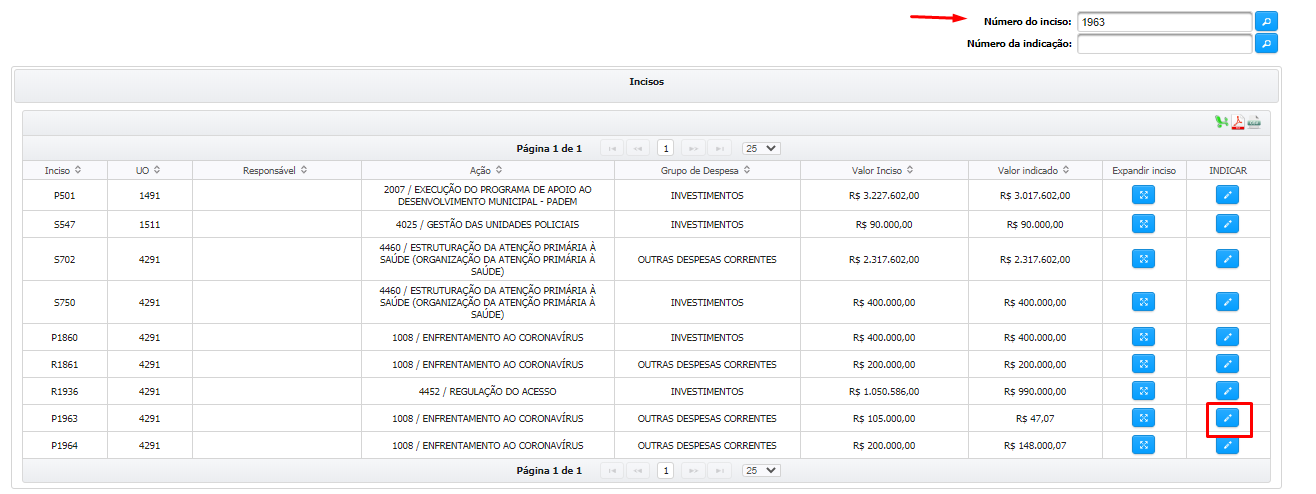 Número do inciso: 1963
Número da indicação:
Incisos
Página 1 de 1 1 25
Inciso UO Responsável Ação Grupo de Despesa Valor Inciso Valor indicado Expandir inciso INDICAR
P501 1491 2007 / EXECUÇÃO DO PROGRAMA DE APOIO AO DESENVOLVIMENTO MUNICIPAL - PADEM INVESTIMENTOS R$ 3.227.602,00 R$ 3.017.602,00
S547 1511 4025 / GESTÃO DAS UNIDADES POLICIAIS INVESTIMENTOS R$ 90.000,00 R$ 90.000,00
S702 4291 4460 / ESTRUTURAÇÃO DA ATENÇÃO PRIMÁRIA À SAÚDE (ORGANIZAÇÃO DA ATENÇÃO PRIMÁRIA À SAÚDE) OUTRAS DESPESAS CORRENTES R$ 2.317.602,00 R$ 2.317.602,00
S750 4291 4460 / ESTRUTURAÇÃO DA ATENÇÃO PRIMÁRIA À SAÚDE (ORGANIZAÇÃO DA ATENÇÃO PRIMÁRIA À SAÚDE) INVESTIMENTOS R$ 400.000,00 R$ 400.000,00
P1860 4291 1008 / ENFRENTAMENTO AO CORONAVÍRUS INVESTIMENTOS R$ 400.000,00 R$ 400.000,00
R1861 4291 1008 / ENFRENTAMENTO AO CORONAVÍRUS OUTRAS DESPESAS CORRENTES R$ 200.000,00 R$ 200.000,00
R1936 4291 4452 / REGULAÇÃO DO ACESSO INVESTIMENTOS R$ 1.050.586,00 R$ 990.000,00
P1963 4291 1008 / ENFRENTAMENTO AO CORONAVÍRUS OUTRAS DESPESAS CORRENTES R$ 105.000,00 R$ 47,07
P1964 4291 1008 / ENFRENTAMENTO AO CORONAVÍRUS OUTRAS DESPESAS CORRENTES R$ 200.000,00 R$ 148.000,07
Página 1 de 1 1 25